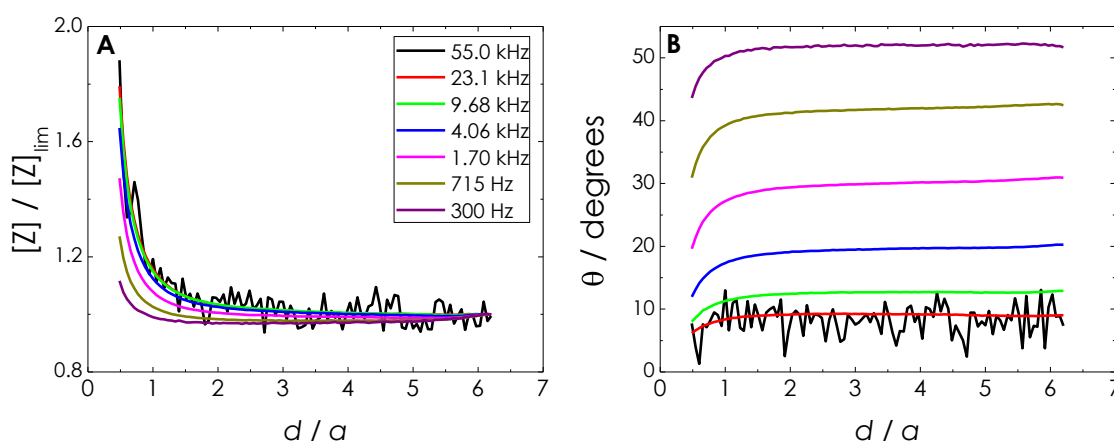 A
2.0
1.6
1.2
0.8
[Z] / [Z]lim
0 1 2 3 4 5 6 7
d / a
55.0 kHz
23.1 kHz
9.68 kHz
4.06 kHz
1.70 kHz
715 Hz
300 Hz
B
50
40
30
20
10
0
θ / degrees
0 1 2 3 4 5 6 7
d / a